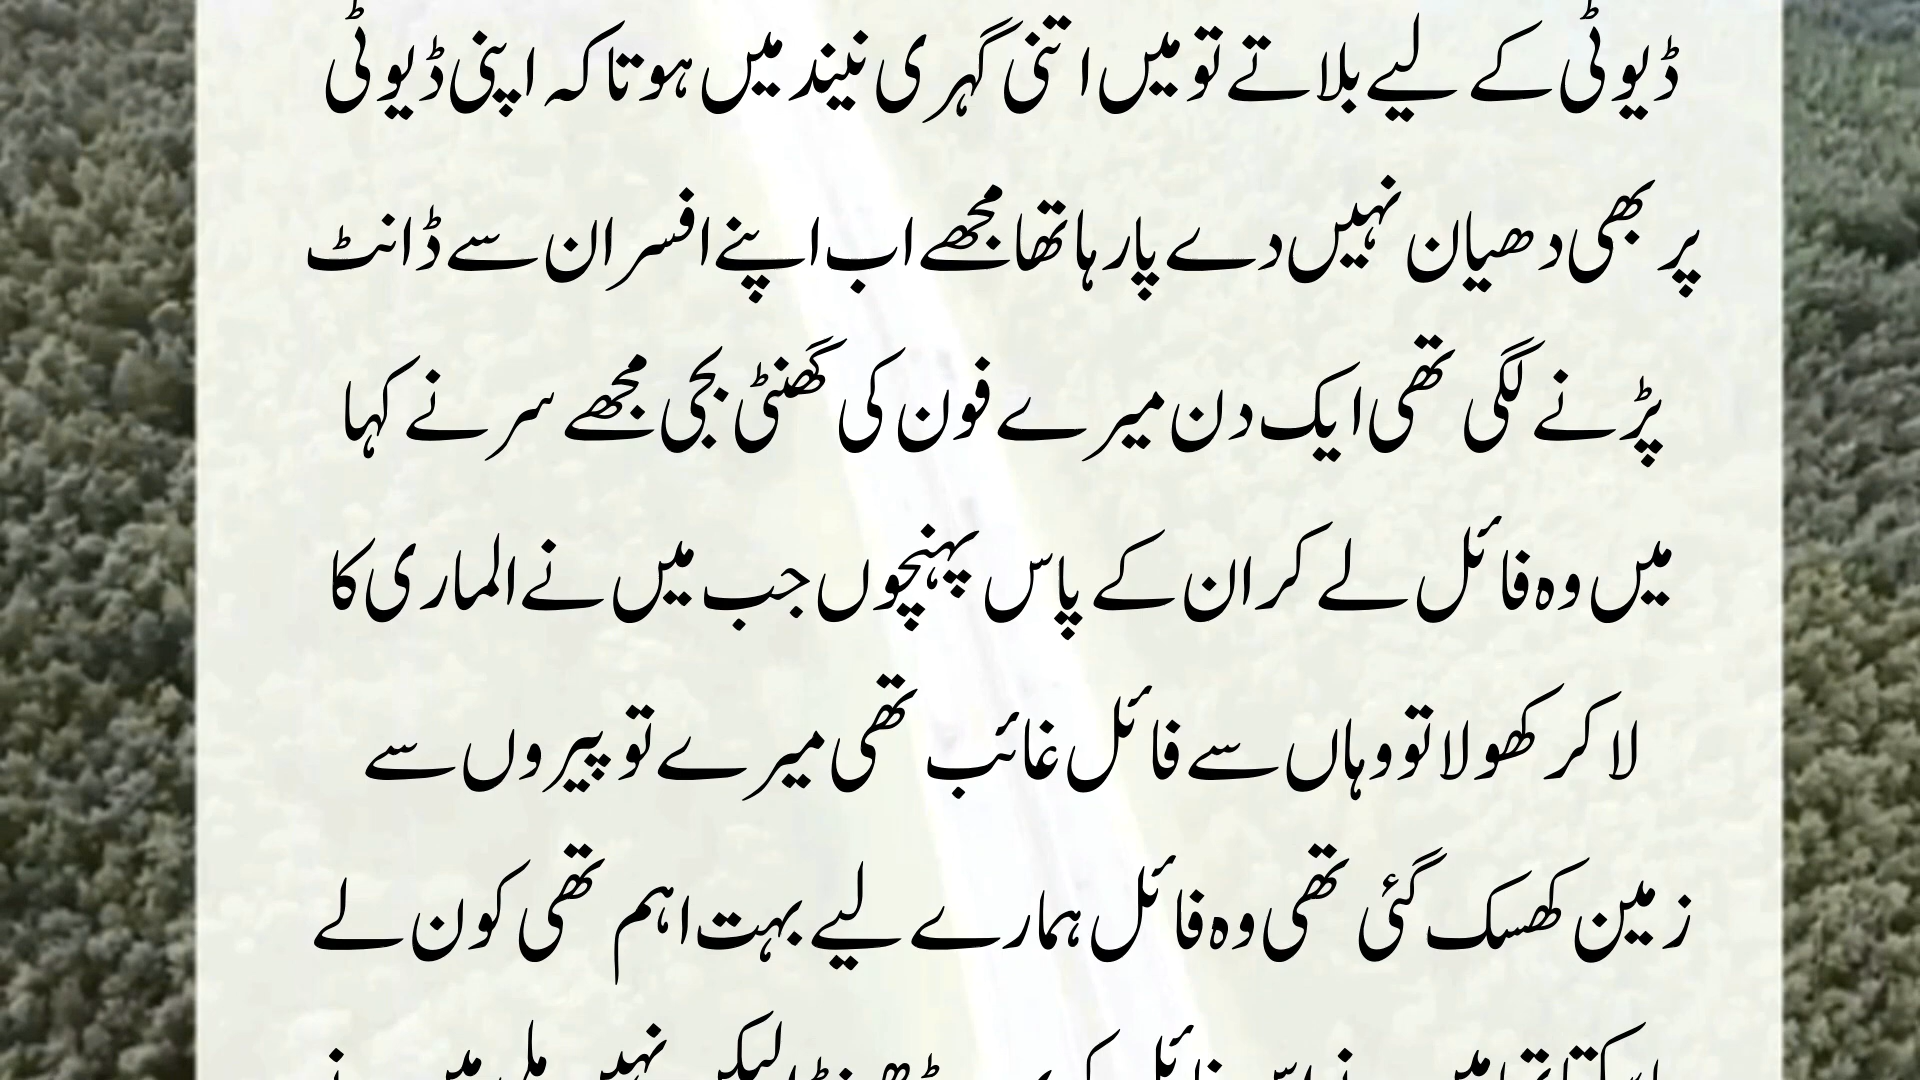 ڈیوٹی کے لیے بلاتے تو میں اتنی گہری نیند میں ہوتا کہ اپنی ڈیوٹی
پر بھی دھیان نہیں دے پا رہا تھا مجھے اب اپنے افسران سے ڈانٹ
پڑنے لگی تھی ایک دن میرے فون کی گھنٹی بجی مجھے سر نے کہا
میں وہ فائل لے کر ان کے پاس پہنچوں جب میں نے الماری کا
لاکر کھولا تو وہاں سے فائل غائب تھی میرے تو پیروں سے
زمین کھسک گئی تھی وہ فائل ہمارے لیے بہت اہم تھی کون لے